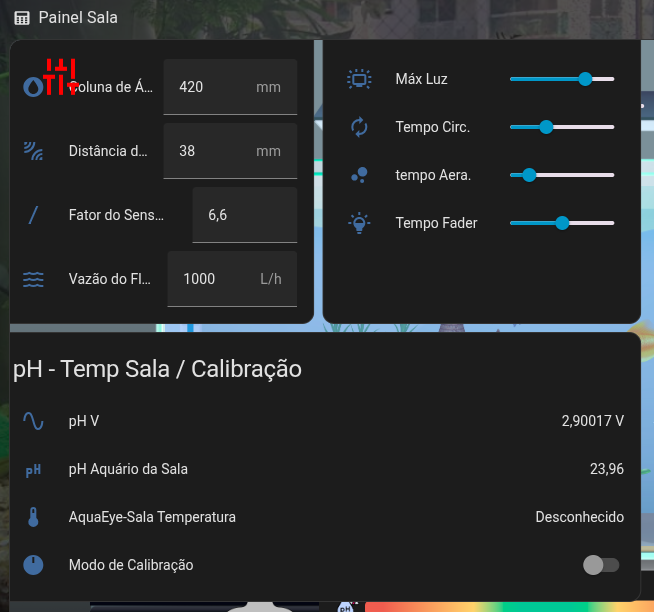 Painel Sala
Coluna de Á... 420 mm
Distância d... 38 mm
Fator do Sens... 6,6
Vazão do Fl... 1000 L/h
Máx Luz
Tempo Circ.
tempo Aera.
Tempo Fader
pH - Temp Sala / Calibração
pH V 2,90017 V
pH pH Aquário da Sala 23,96
AquaEye-Sala Temperatura Desconhecido
Modo de Calibração
pH